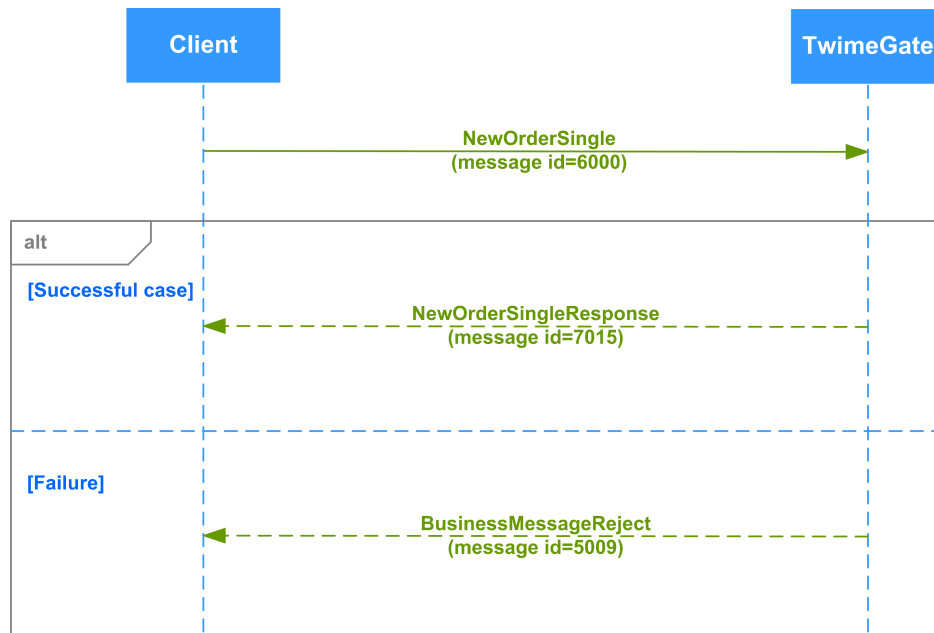 Client
TwimeGate
NewOrderSingle
(message id=6000)
alt
[Successful case]
NewOrderSingleResponse
(message id=7015)
[Failure]
BusinessMessageReject
(message id=5009)